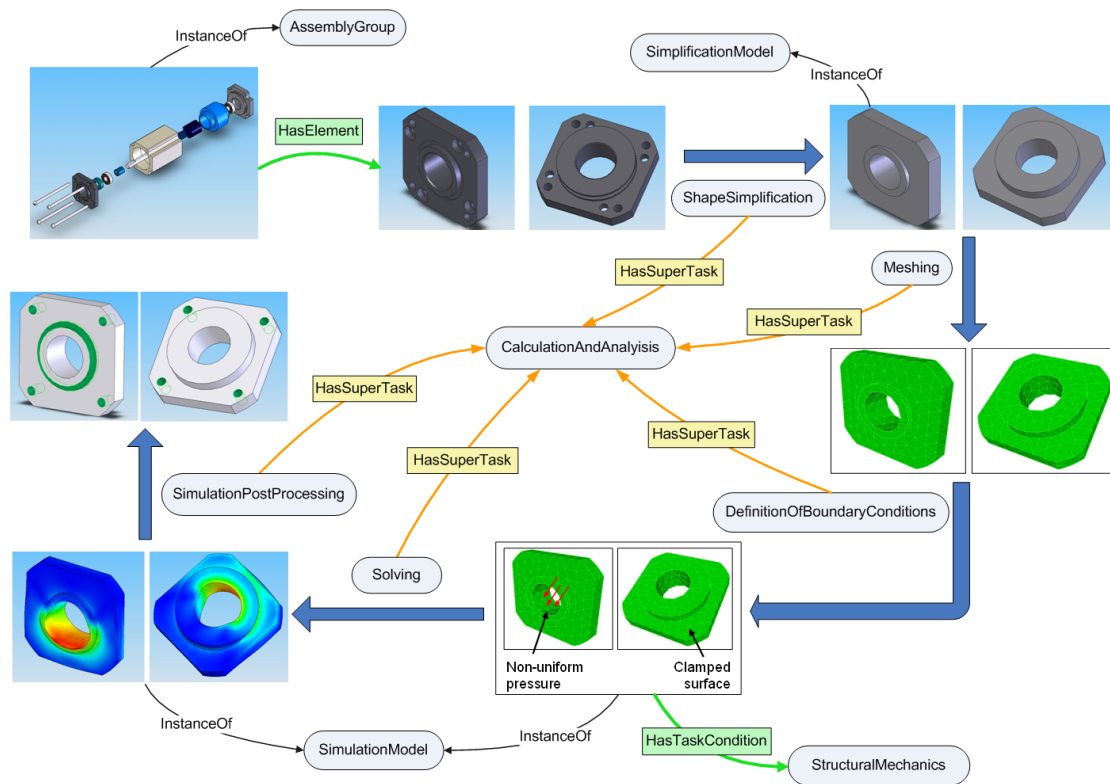 AssemblyGroup
InstanceOf
SimplificationModel
InstanceOf
HasElement
ShapeSimplification
HasSuperTask
Meshing
HasSuperTask
CalculationAndAnalyisis
HasSuperTask
HasSuperTask
HasSuperTask
SimulationPostProcessing
DefinitionOfBoundaryConditions
Solving
Non-uniform
pressure
Clamped
surface
InstanceOf
InstanceOf
SimulationModel
HasTaskCondition
StructuralMechanics